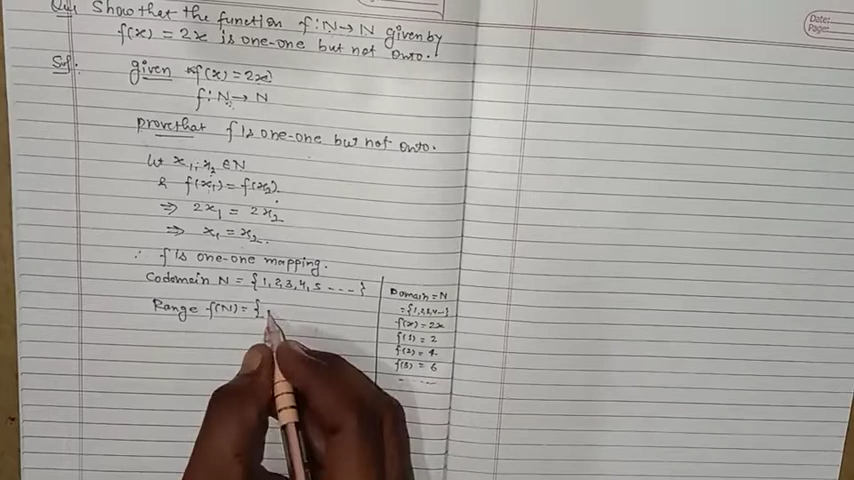 Que Show that the function f:N→N given by
f(x) = 2x is one-one but not onto.
Sol: given f(x) = 2x
f:N→N
prove that f is one-one but not onto.
let x₁, x₂ ∈ N
& f(x₁) = f(x₂)
⇒ 2x₁ = 2x₂
⇒ x₁ = x₂.
∴ f is one-one mapping.
Codomain N = {1,2,3,4,5 ---- }
Range f(N) = {
Domain = N
= {1,2,3,4--}
f(x) = 2x
f(1) = 2
f(2) = 4
f(3) = 6
- - ---
Date:
Page: